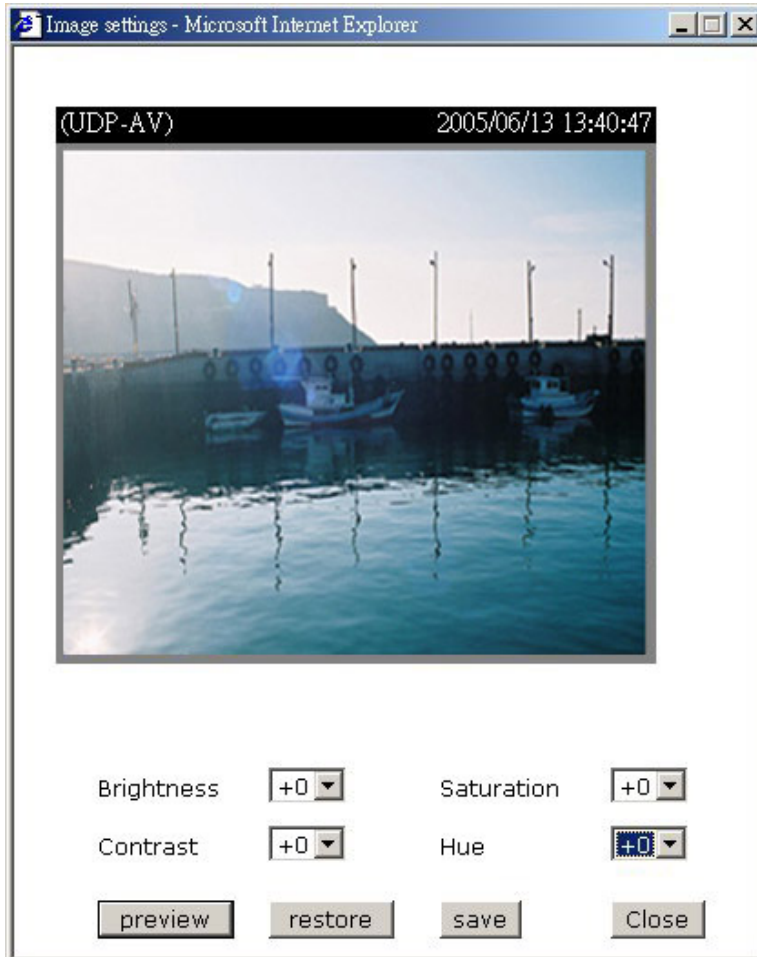 Image settings - Microsoft Internet Explorer
(UDP-AV) 2005/06/13 13:40:47
Brightness +0 Saturation +0
Contrast +0 Hue +0
preview restore save Close